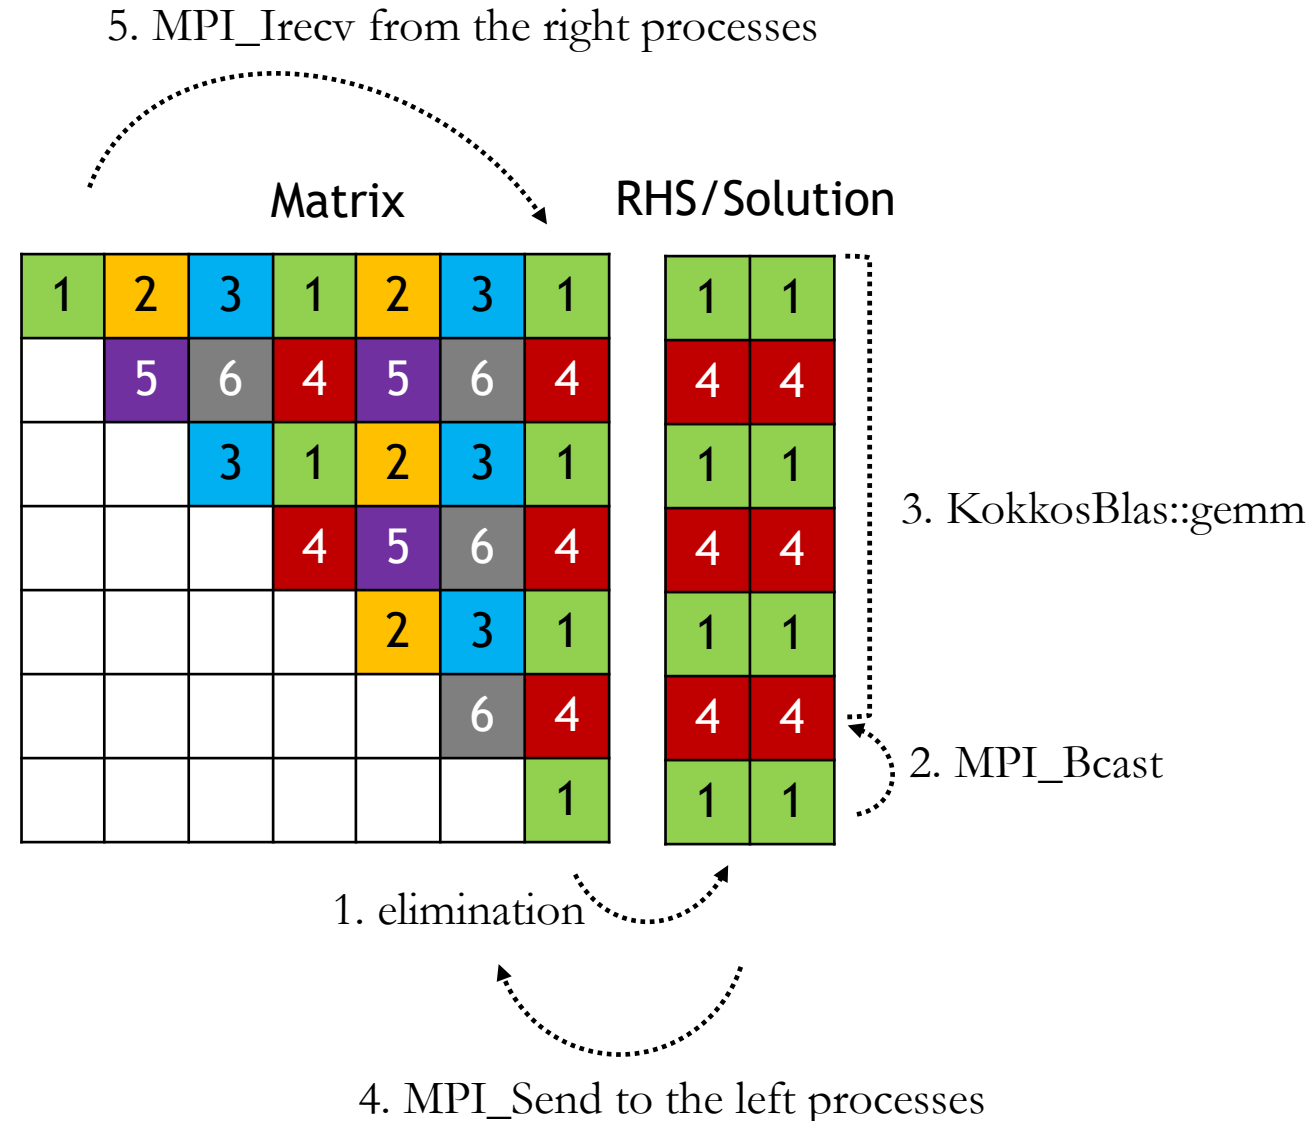 5. MPI_Irecv from the right processes
Matrix
RHS/Solution
1 2 3 1 2 3 1 1 1
5 6 4 5 6 4 4 4
3 1 2 3 1 1 1
4 5 6 4 4 4
3. KokkosBlas::gemm
2 3 1 1 1
6 4 4 4
2. MPI_Bcast
1 1 1
1. elimination
4. MPI_Send to the left processes